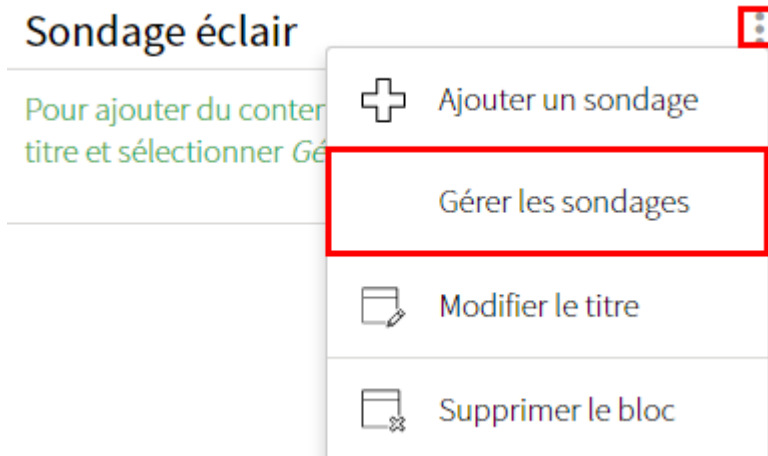 Sondage éclair
Pour ajouter du conten
titre et sélectionner Gé
Ajouter un sondage
Gérer les sondages
Modifier le titre
Supprimer le bloc